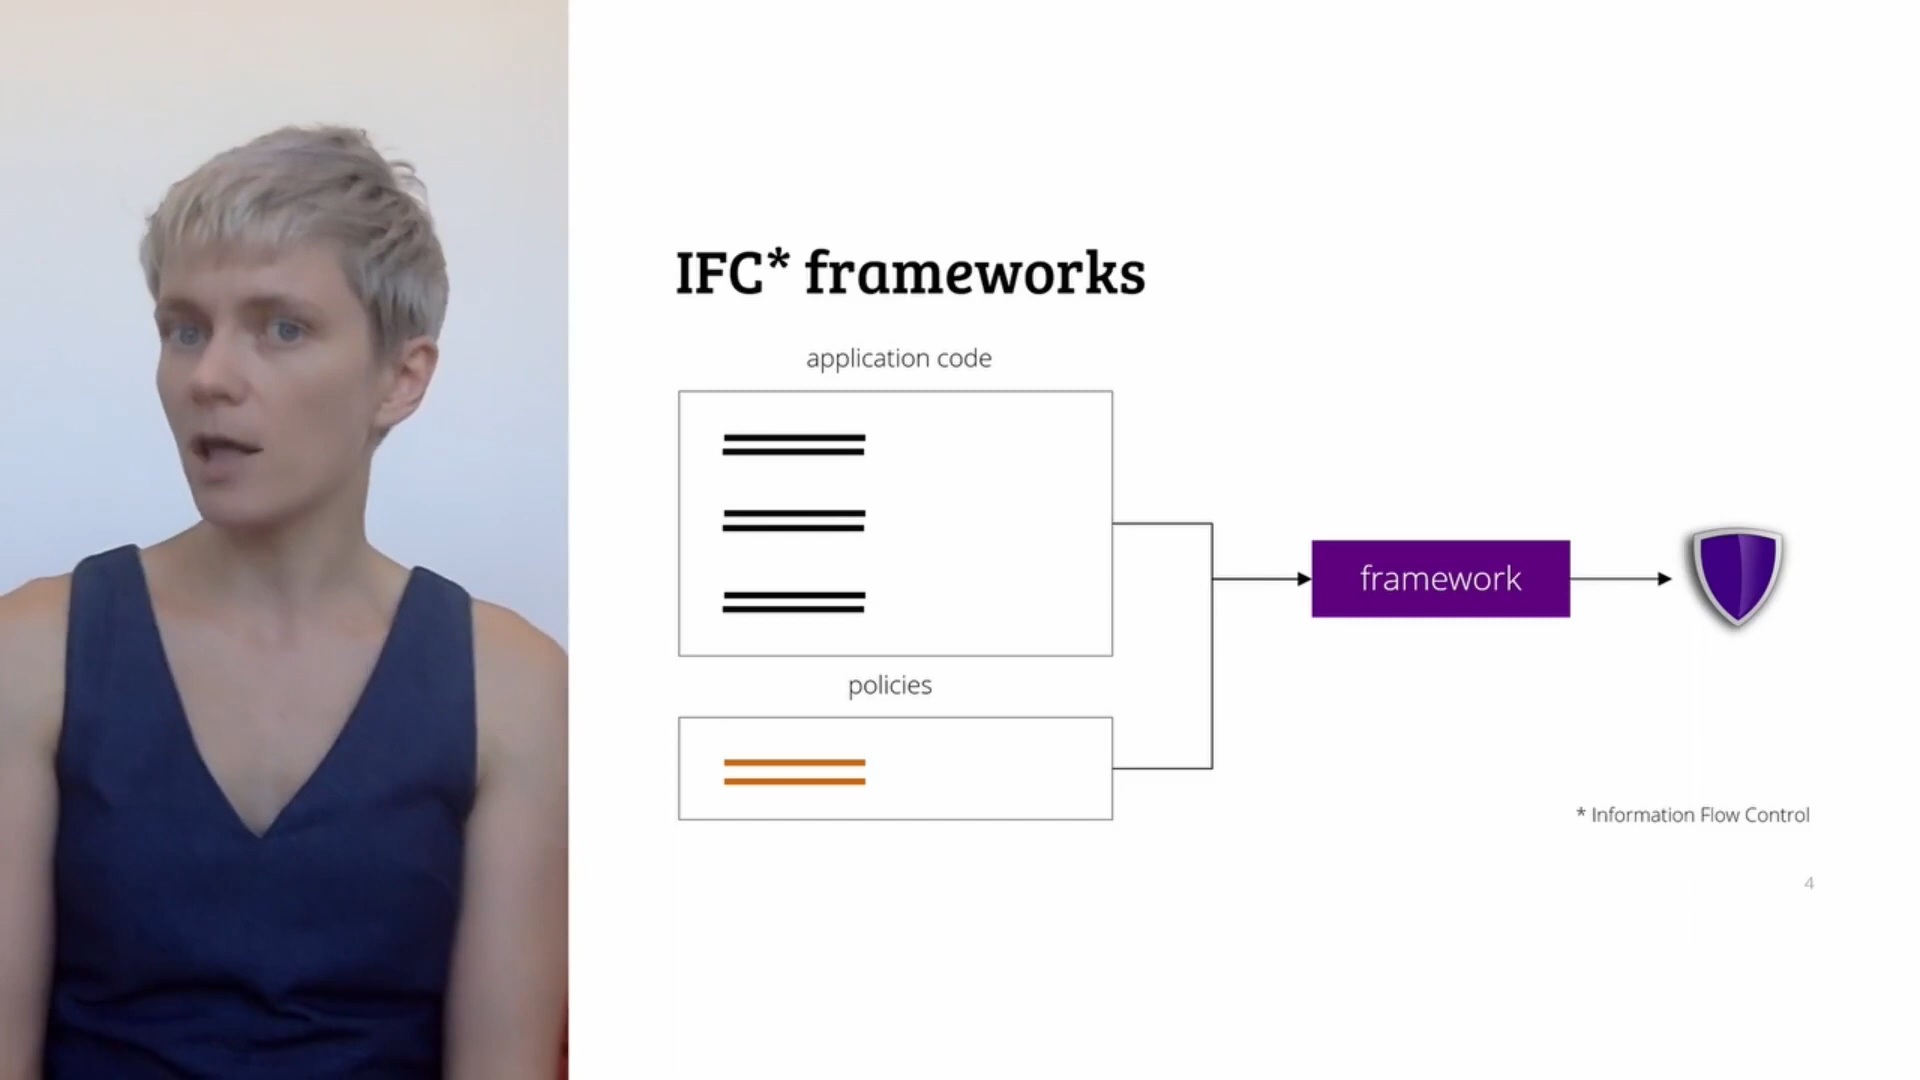 IFC* frameworks
application code
policies
framework
* Information Flow Control
4